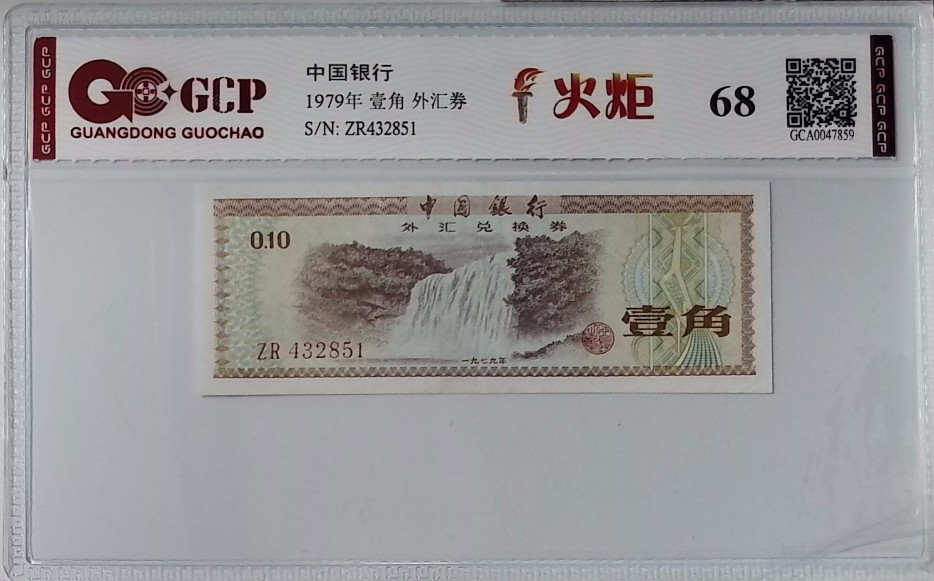 GCP
GUANGDONG GUOCHAO
中国银行
1979年 壹角 外汇券
S/N: ZR432851
火炬
68
GCA0047859
GCP GCP GCP
GCP GCP GCP
中国銀行
外汇兑换券
0.10
壹角
ZR 432851
一九七九年